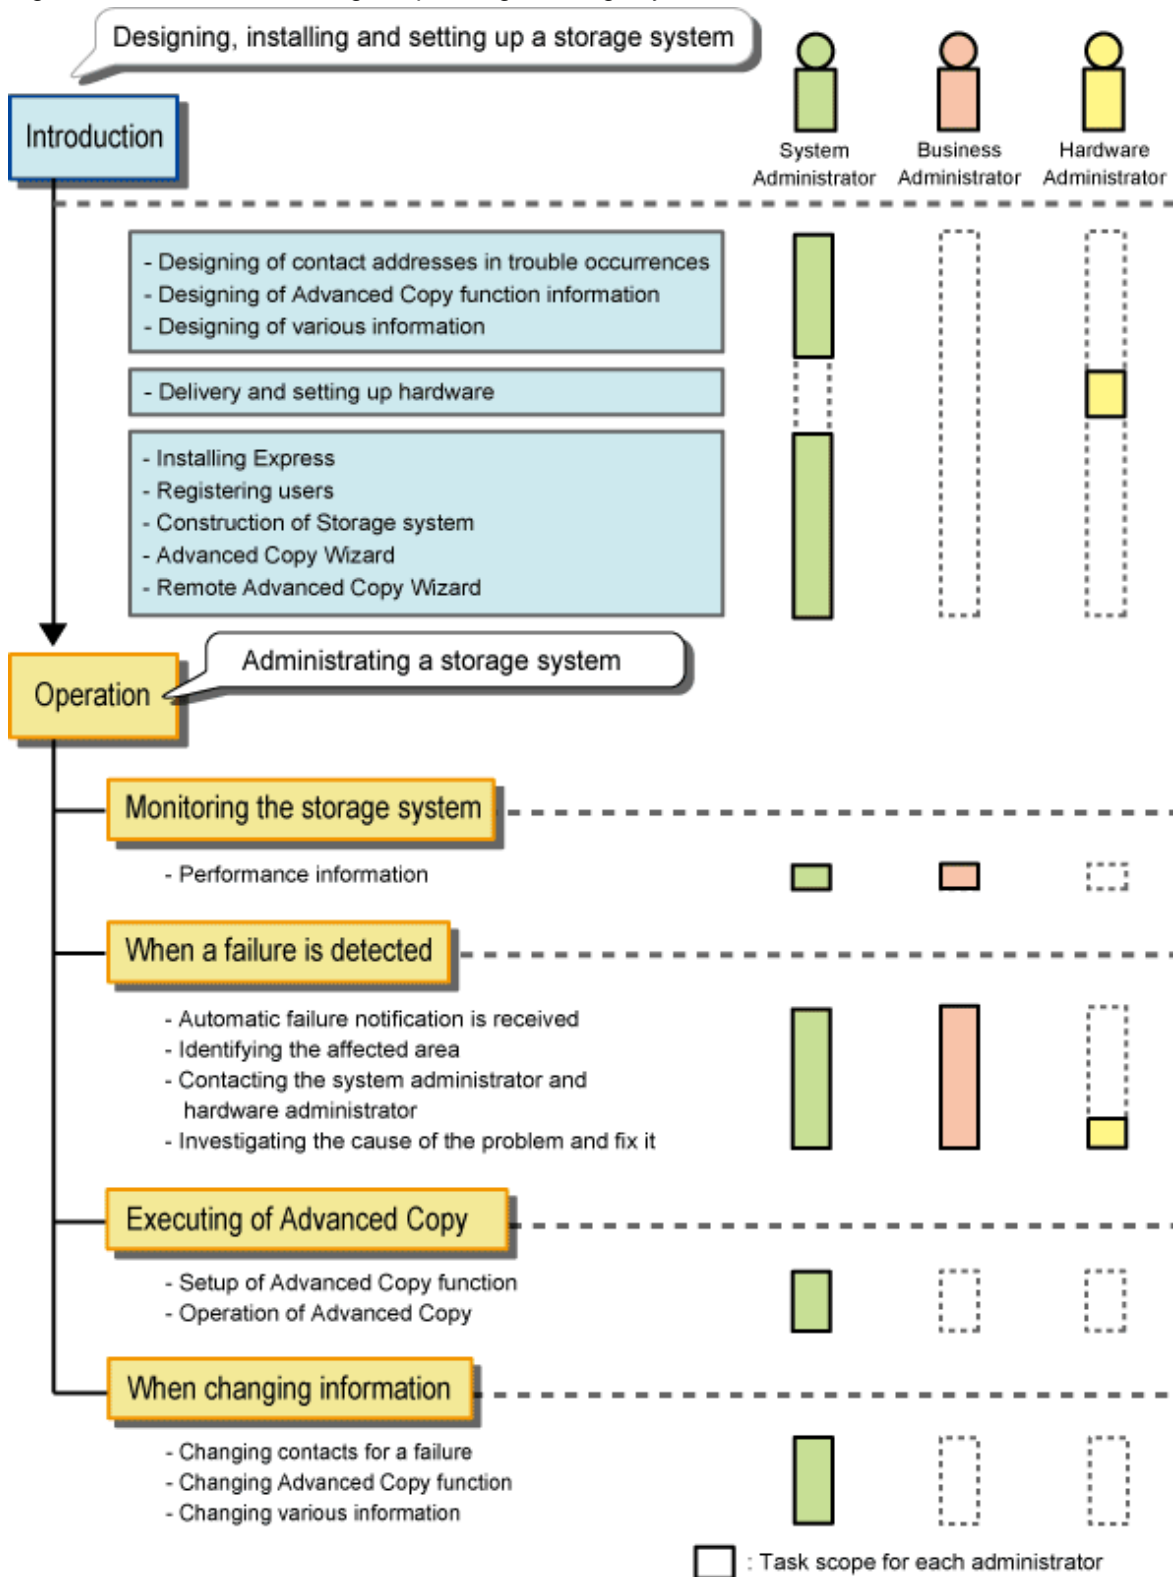 Designing, installing and setting up a storage system
Introduction
System
Administrator
Business
Administrator
Hardware
Administrator
- Designing of contact addresses in trouble occurrences
- Designing of Advanced Copy function information
- Designing of various information
- Delivery and setting up hardware
- Installing Express
- Registering users
- Construction of Storage system
- Advanced Copy Wizard
- Remote Advanced Copy Wizard
Administrating a storage system
Operation
Monitoring the storage system
- Performance information
When a failure is detected
- Automatic failure notification is received
- Identifying the affected area
- Contacting the system administrator and
hardware administrator
- Investigating the cause of the problem and fix it
Executing of Advanced Copy
- Setup of Advanced Copy function
- Operation of Advanced Copy
When changing information
- Changing contacts for a failure
- Changing Advanced Copy function
- Changing various information
: Task scope for each administrator